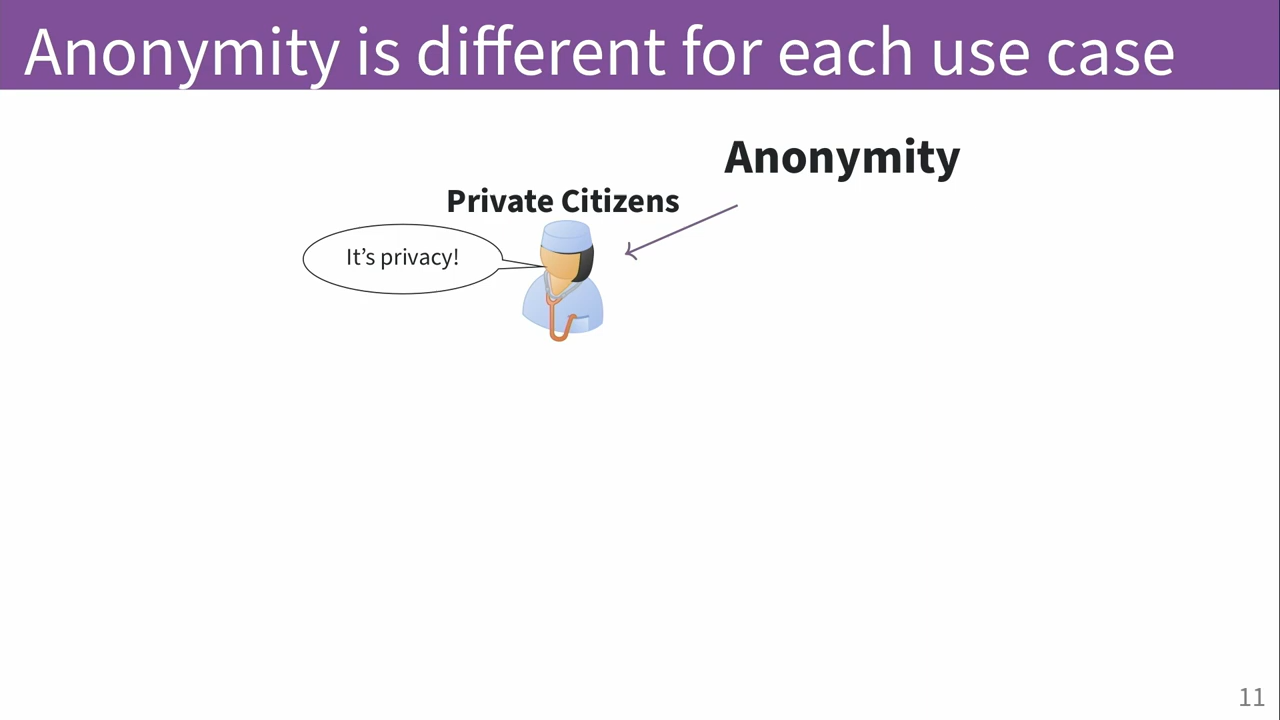 Anonymity is different for each use case
Anonymity
Private Citizens
It’s privacy!
11